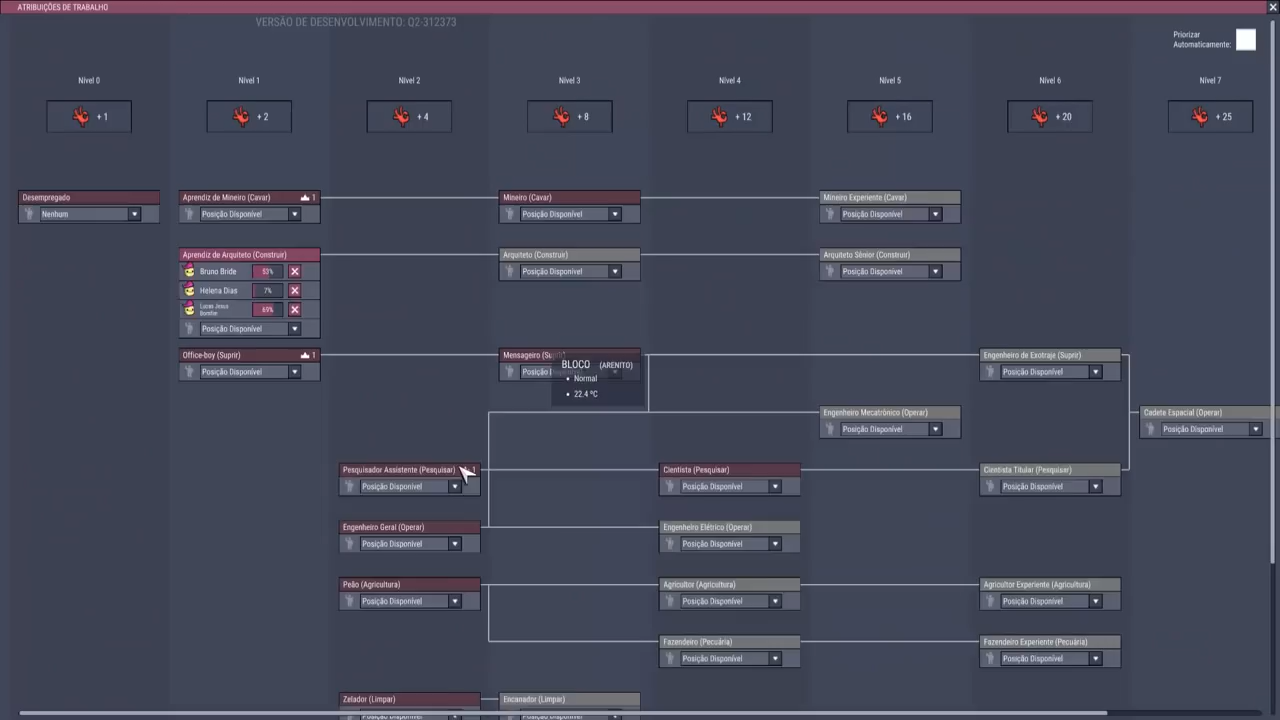 ATRIBUIÇÕES DE TRABALHO
VERSÃO DE DESENVOLVIMENTO: Q2-312373
Priorizar
Automaticamente:
Nível 0
Nível 1
Nível 2
Nível 3
Nível 4
Nível 5
Nível 6
Nível 7
+ 1
+ 2
+ 4
+ 8
+ 12
+ 16
+ 20
+ 25
Desempregado
Nenhum
Aprendiz de Mineiro (Cavar) 1
Posição Disponível
Mineiro (Cavar)
Posição Disponível
Mineiro Experiente (Cavar)
Posição Disponível
Aprendiz de Arquiteto (Construir)
Bruno Bride 53%
Helena Dias 7%
Lucas Jesus
Bomfim 69%
Posição Disponível
Arquiteto (Construir)
Posição Disponível
Arquiteto Sênior (Construir)
Posição Disponível
Office-boy (Suprir) 1
Posição Disponível
Mensageiro (Suprir)
BLOCO (ARENITO)
Normal
22.4 ºC
Engenheiro de Exotraje (Suprir)
Posição Disponível
Engenheiro Mecatrônico (Operar)
Posição Disponível
Cadete Espacial (Operar)
Posição Disponível
Pesquisador Assistente (Pesquisar) 1
Posição Disponível
Cientista (Pesquisar)
Posição Disponível
Cientista Titular (Pesquisar)
Posição Disponível
Engenheiro Geral (Operar)
Posição Disponível
Engenheiro Elétrico (Operar)
Posição Disponível
Peão (Agricultura)
Posição Disponível
Agricultor (Agricultura)
Posição Disponível
Agricultor Experiente (Agricultura)
Posição Disponível
Fazendeiro (Pecuária)
Posição Disponível
Fazendeiro Experiente (Pecuária)
Posição Disponível
Zelador (Limpar)
Encanador (Limpar)